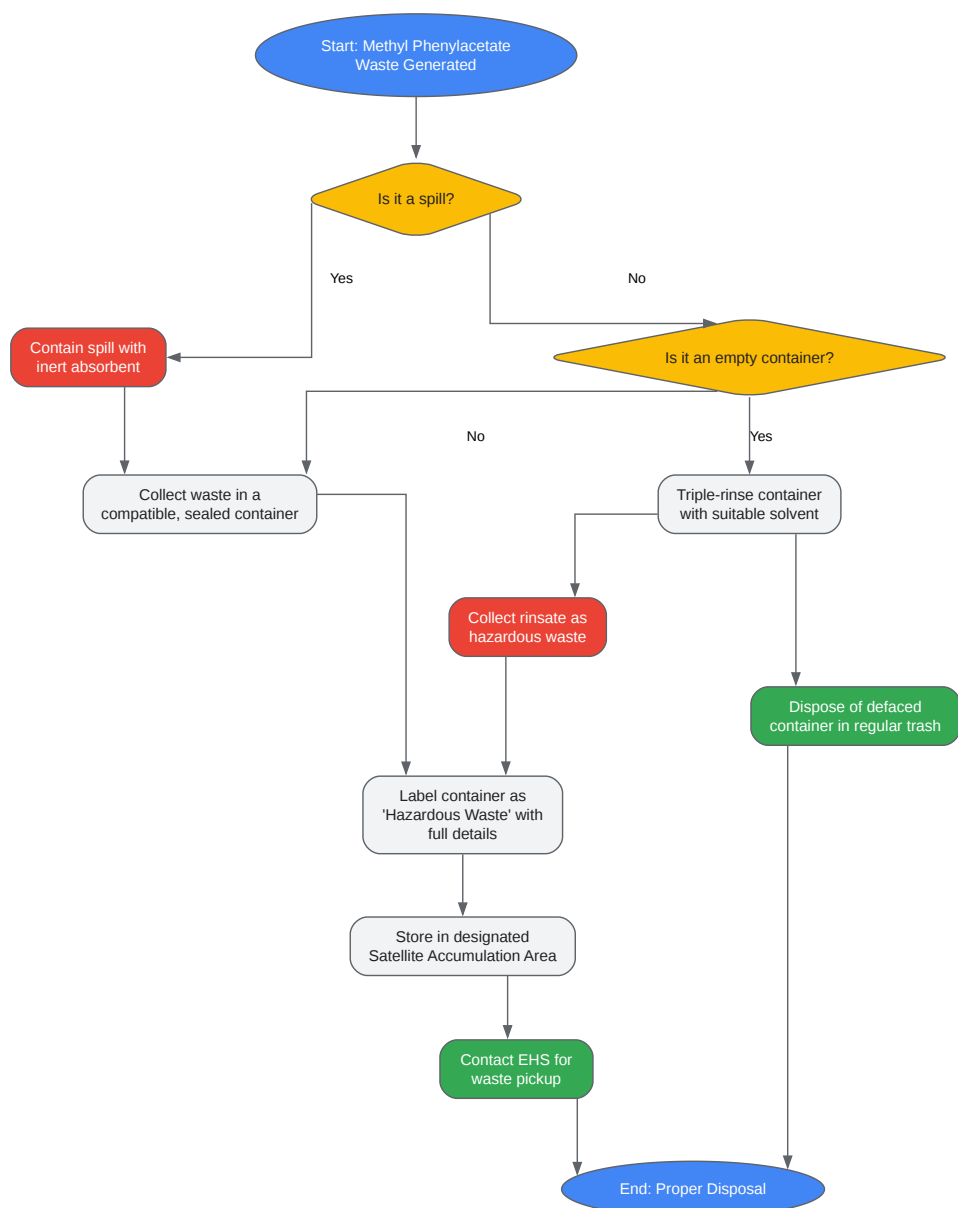 Start: Methyl Phenylacetate
Waste Generated
Is it a spill?
Yes
No
Contain spill with
inert absorbent
Is it an empty container?
No
Yes
Collect waste in a
compatible, sealed container
Triple-rinse container
with suitable solvent
Collect rinsate as
hazardous waste
Dispose of defaced
container in regular trash
Label container as
'Hazardous Waste' with
full details
Store in designated
Satellite Accumulation Area
Contact EHS for
waste pickup
End: Proper Disposal